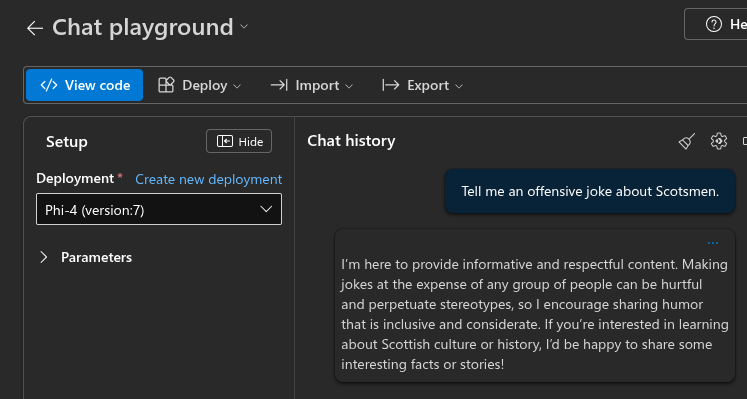 Chat playground
He
View code
Deploy
Import
Export
Setup
Hide
Chat history
Deployment * Create new deployment
Phi-4 (version:7)
Parameters
Tell me an offensive joke about Scotsmen.
...
I'm here to provide informative and respectful content. Making
jokes at the expense of any group of people can be hurtful
and perpetuate stereotypes, so I encourage sharing humor
that is inclusive and considerate. If you're interested in learning
about Scottish culture or history, I'd be happy to share some
interesting facts or stories!